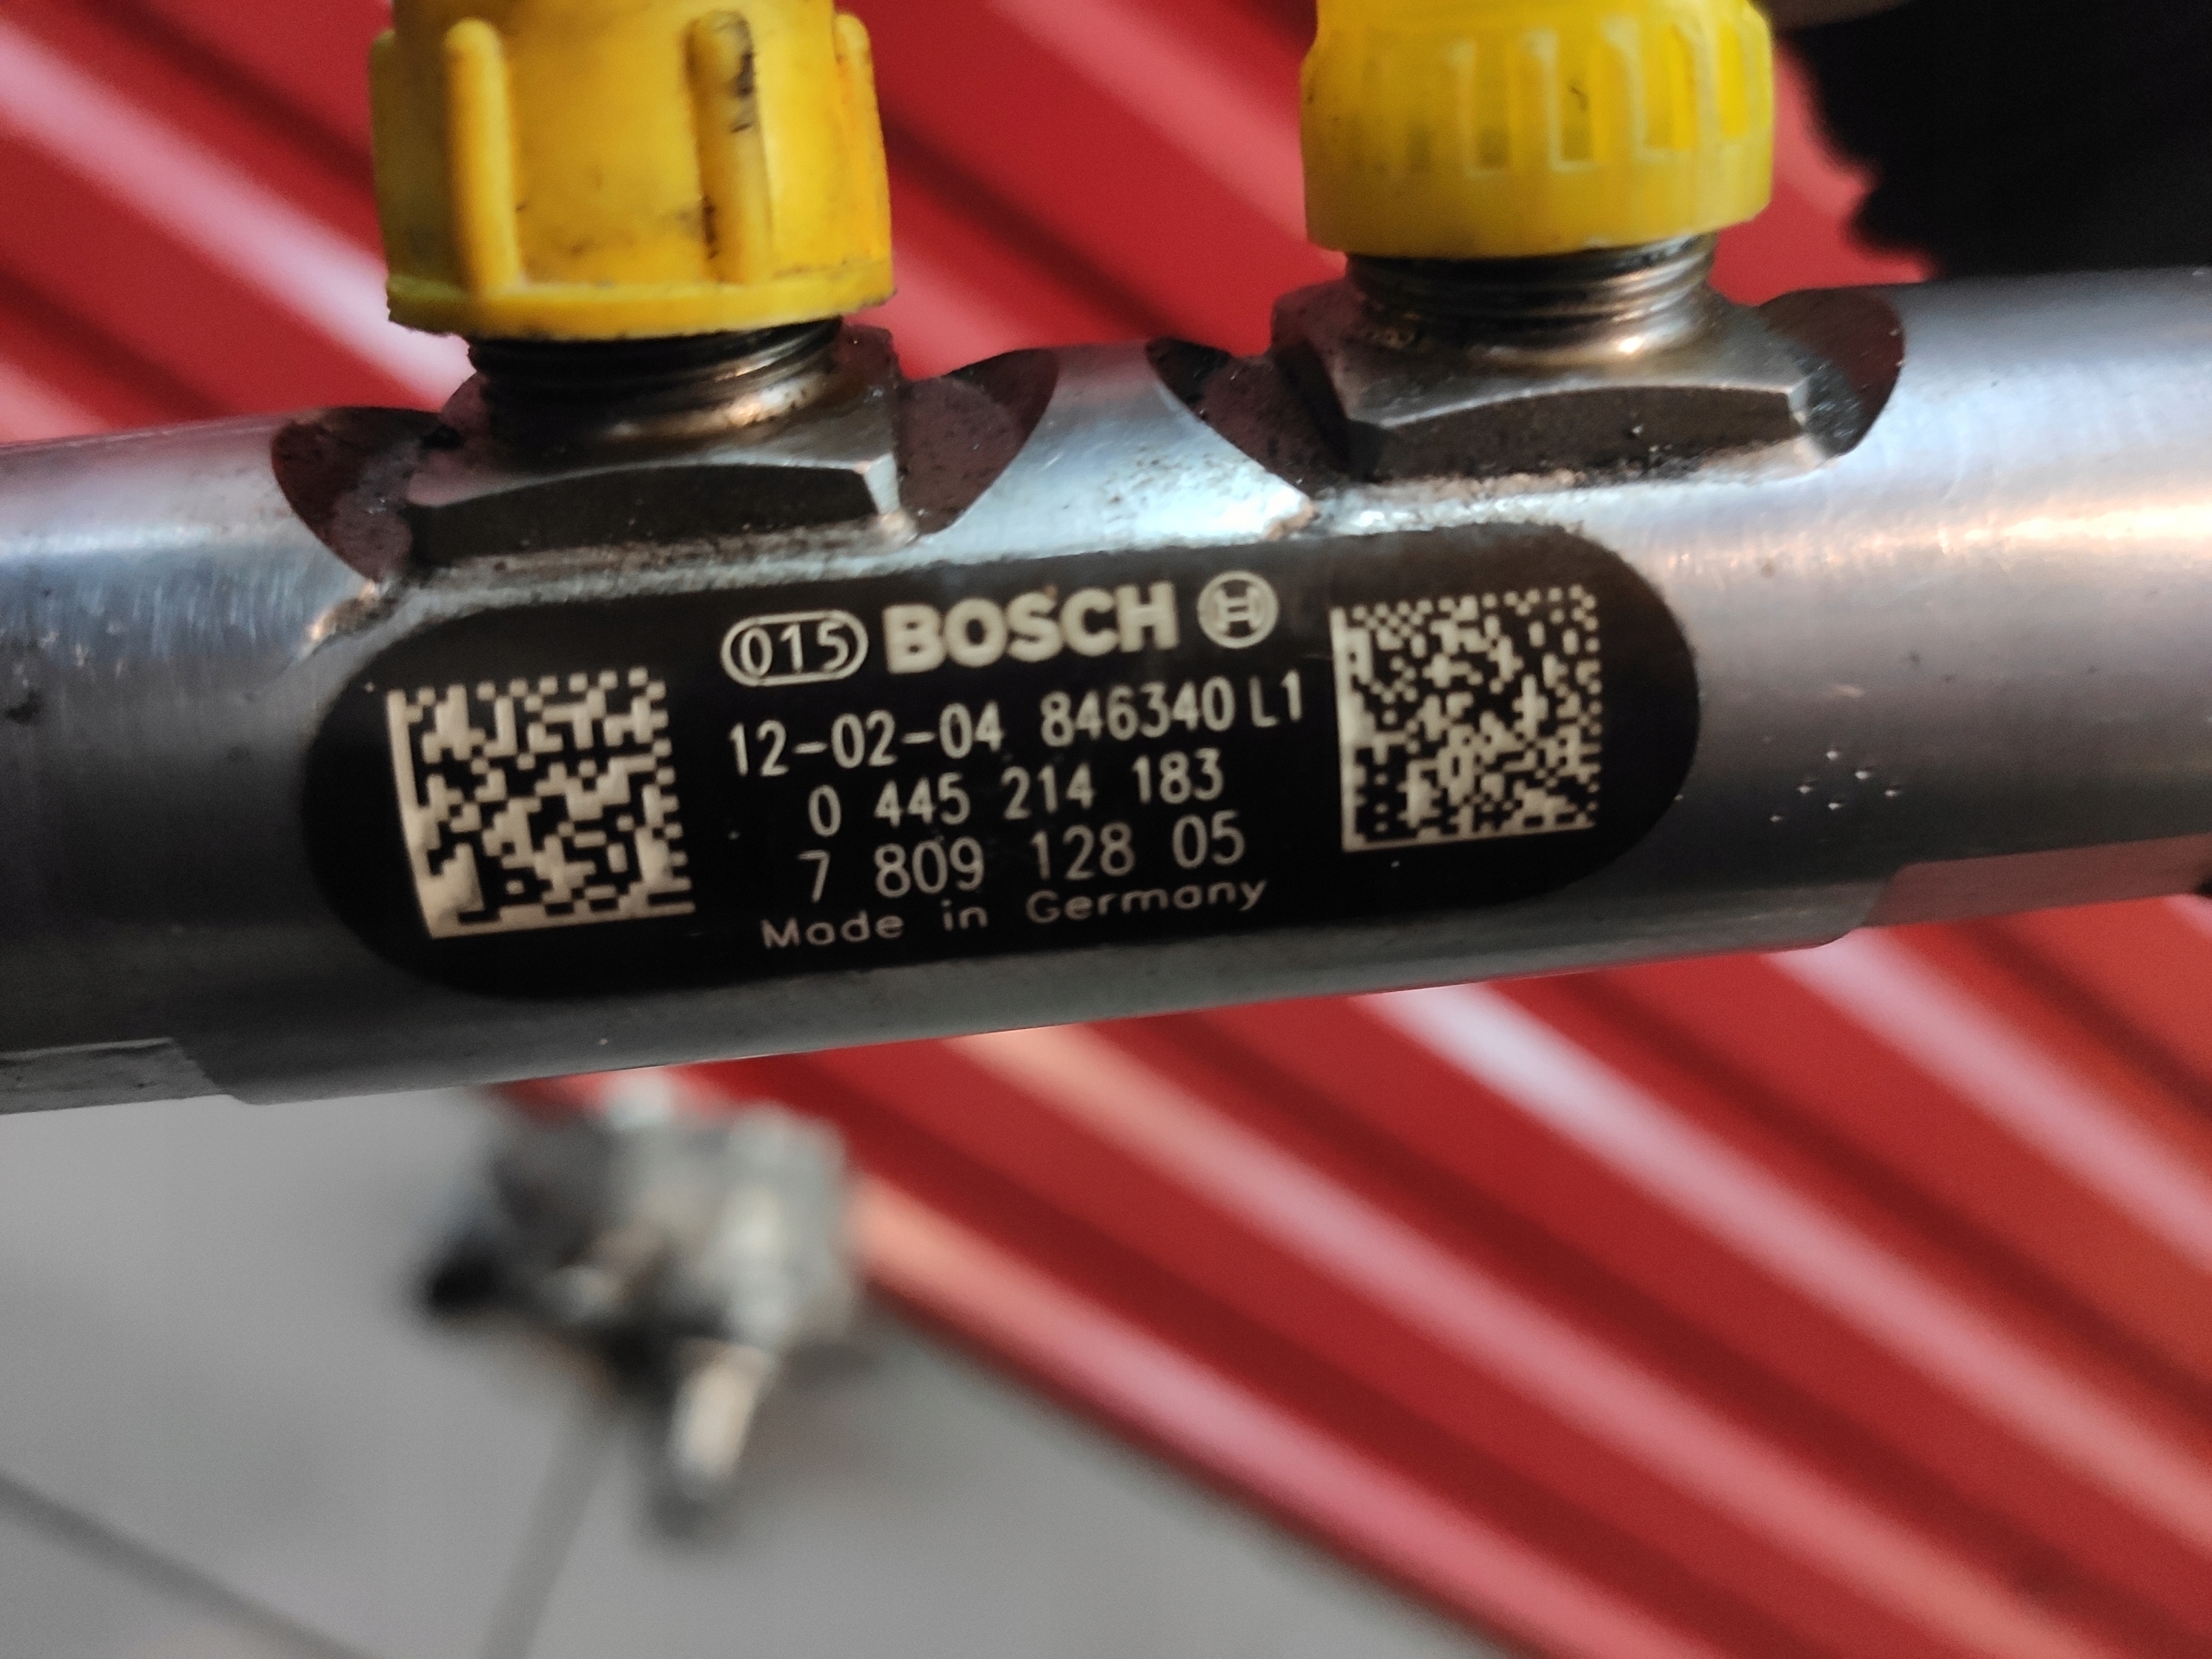 015 BOSCH
12-02-04 846340 L1
0 445 214 183
7 809 128 05
Made in Germany